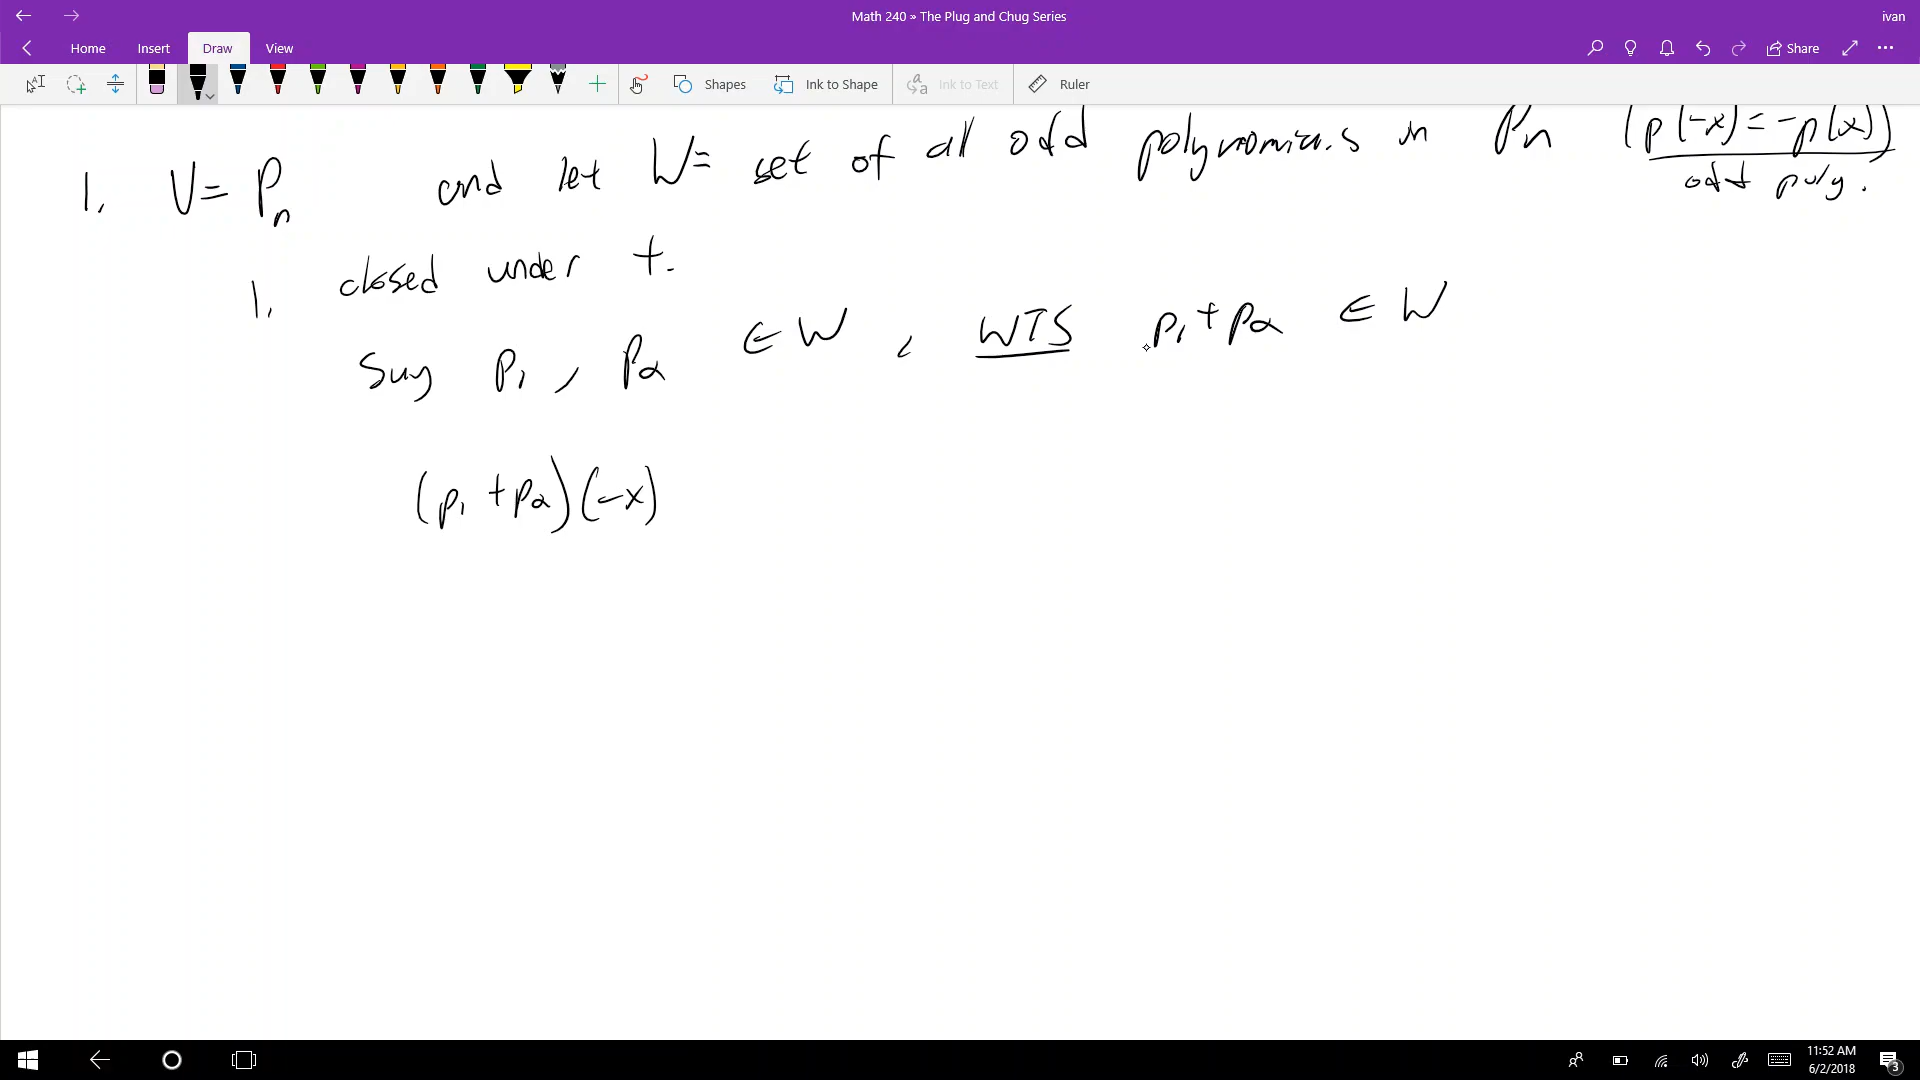 Math 240 » The Plug and Chug Series
ivan
Home Insert Draw View
Share
Shapes Ink to Shape Ink to Text Ruler
1. V = Pn and let W = set of all odd polynomials in Pn (p(-x) = -p(x))
odd poly.
1. closed under +.
Say p1, p2 ∈ W, WTS p1 + p2 ∈ W
(p1 + p2)(-x)
11:52 AM
6/2/2018
3